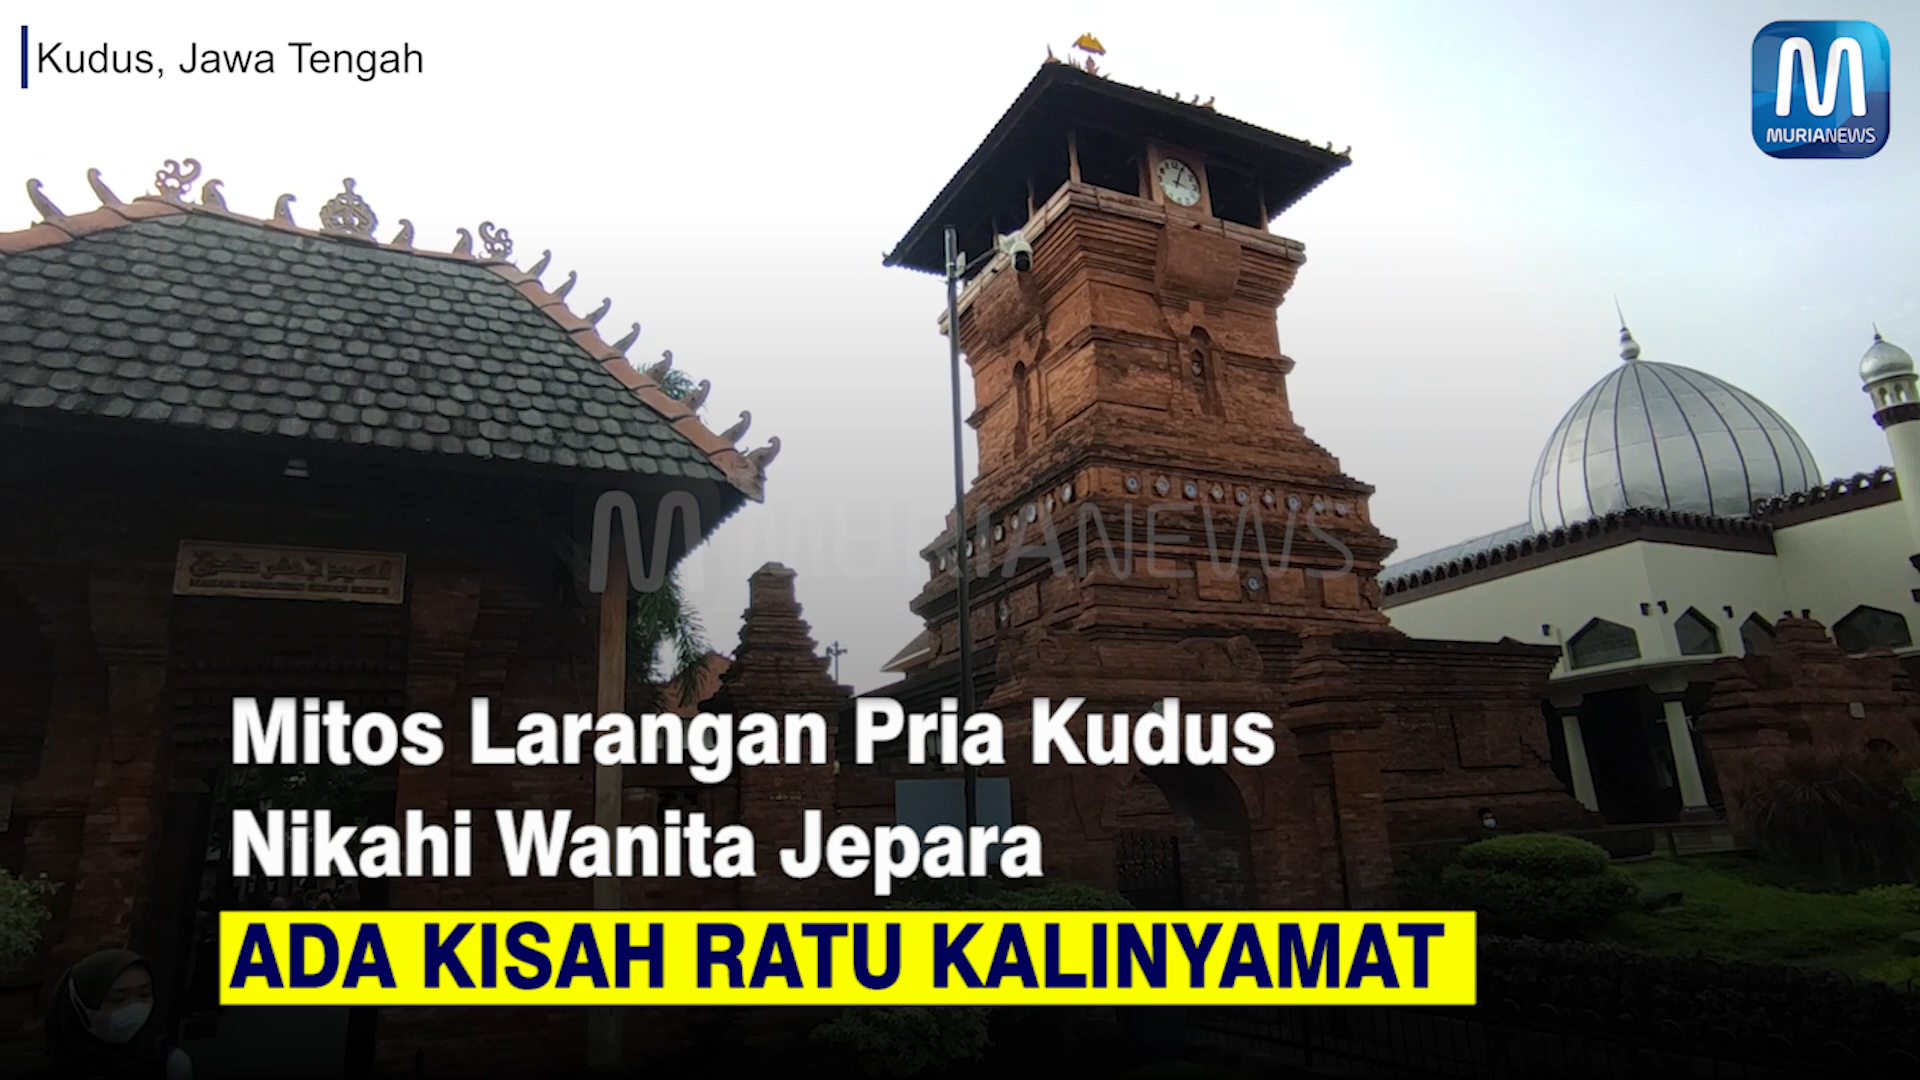 Kudus, Jawa Tengah
M
MURIANEWS
MURIANEWS
Mitos Larangan Pria Kudus
Nikahi Wanita Jepara
ADA KISAH RATU KALINYAMAT